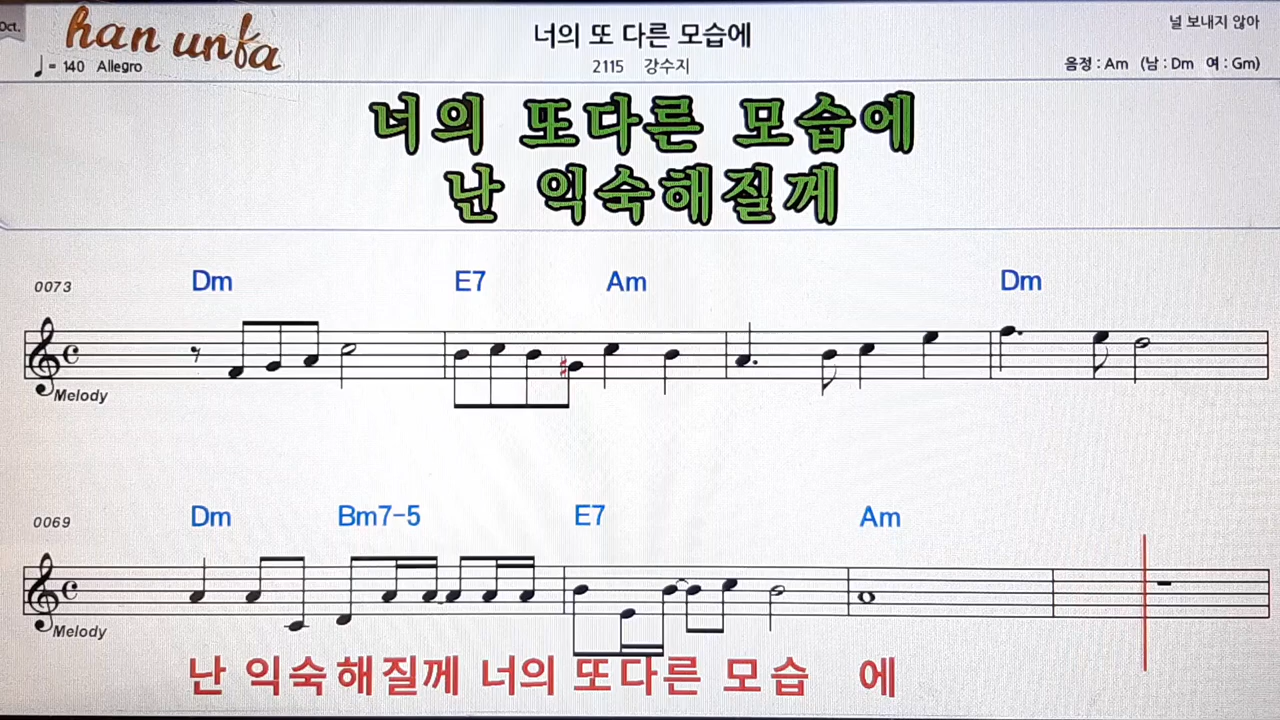 Oct.
han unfa
♩= 140 Allegro
너의 또 다른 모습에
2115 강수지
널 보내지 않아
음정 : Am (남 : Dm 여 : Gm)
너의 또다른 모습에
난 익숙해질께
0073 Dm E7 Am Dm
Melody
0069 Dm Bm7-5 E7 Am
Melody
난 익숙해질께 너의 또다른 모습 에